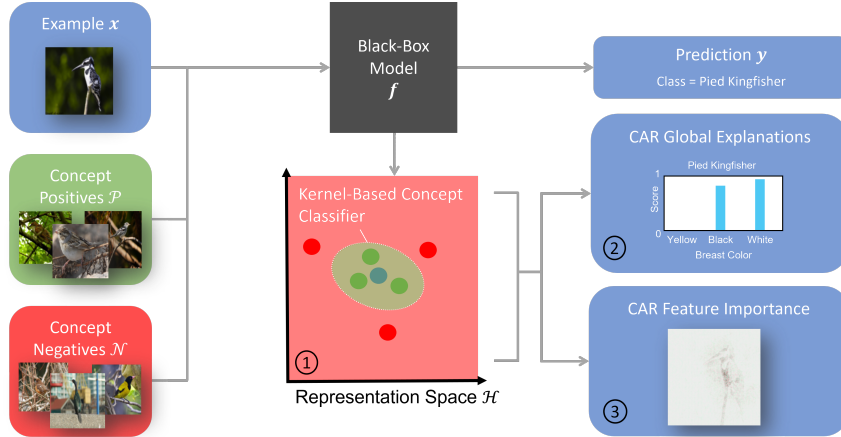 Example x
Concept
Positives 𝒫
Concept
Negatives 𝒩
Black-Box
Model
f
Kernel-Based Concept
Classifier
①
Representation Space ℋ
Prediction y
Class = Pied Kingfisher
CAR Global Explanations
Pied Kingfisher
1
Score
0
Yellow Black White
Breast Color
②
CAR Feature Importance
③